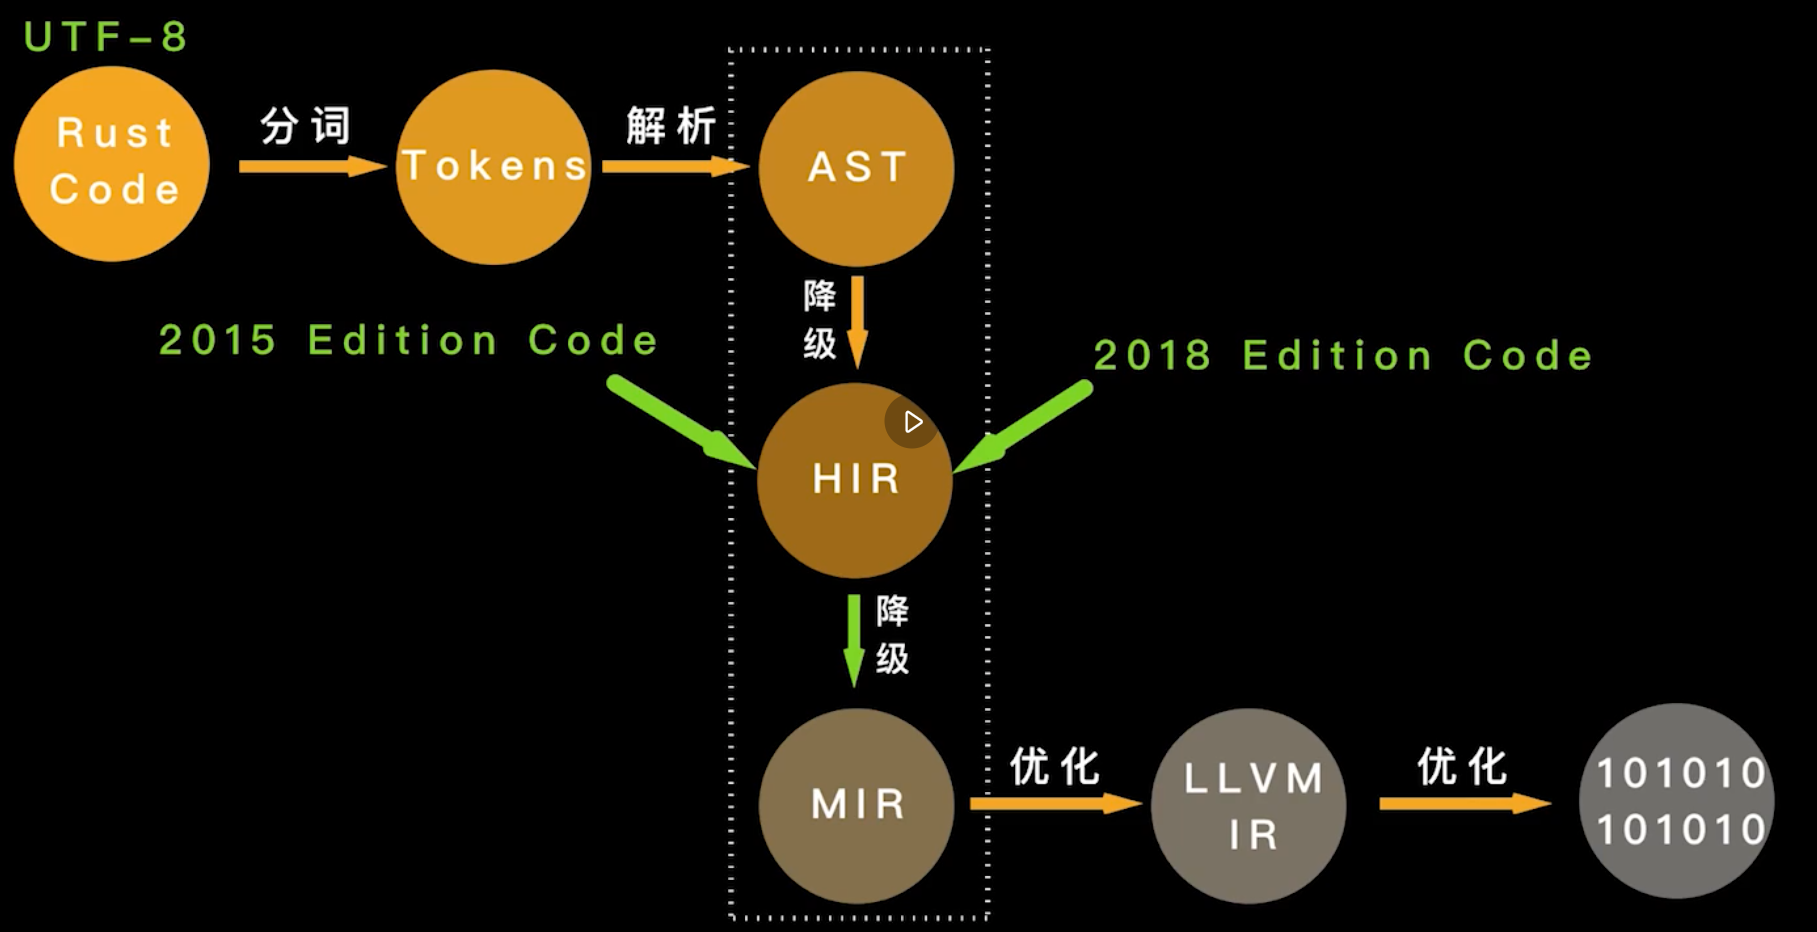 UTF-8
Rust
Code
分词
Tokens
解析
AST
降
级
2015 Edition Code
2018 Edition Code
HIR
降
级
MIR
优化
LLVM
IR
优化
101010
101010